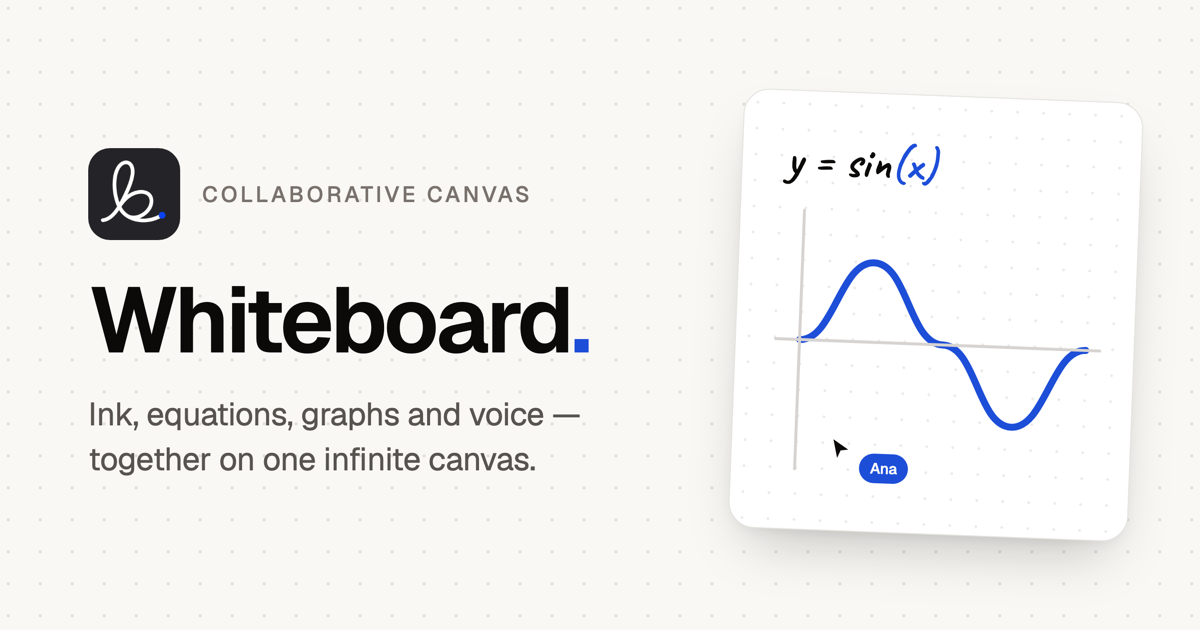 COLLABORATIVE CANVAS
Whiteboard.
Ink, equations, graphs and voice —
together on one infinite canvas.
y = sin(x)
Ana